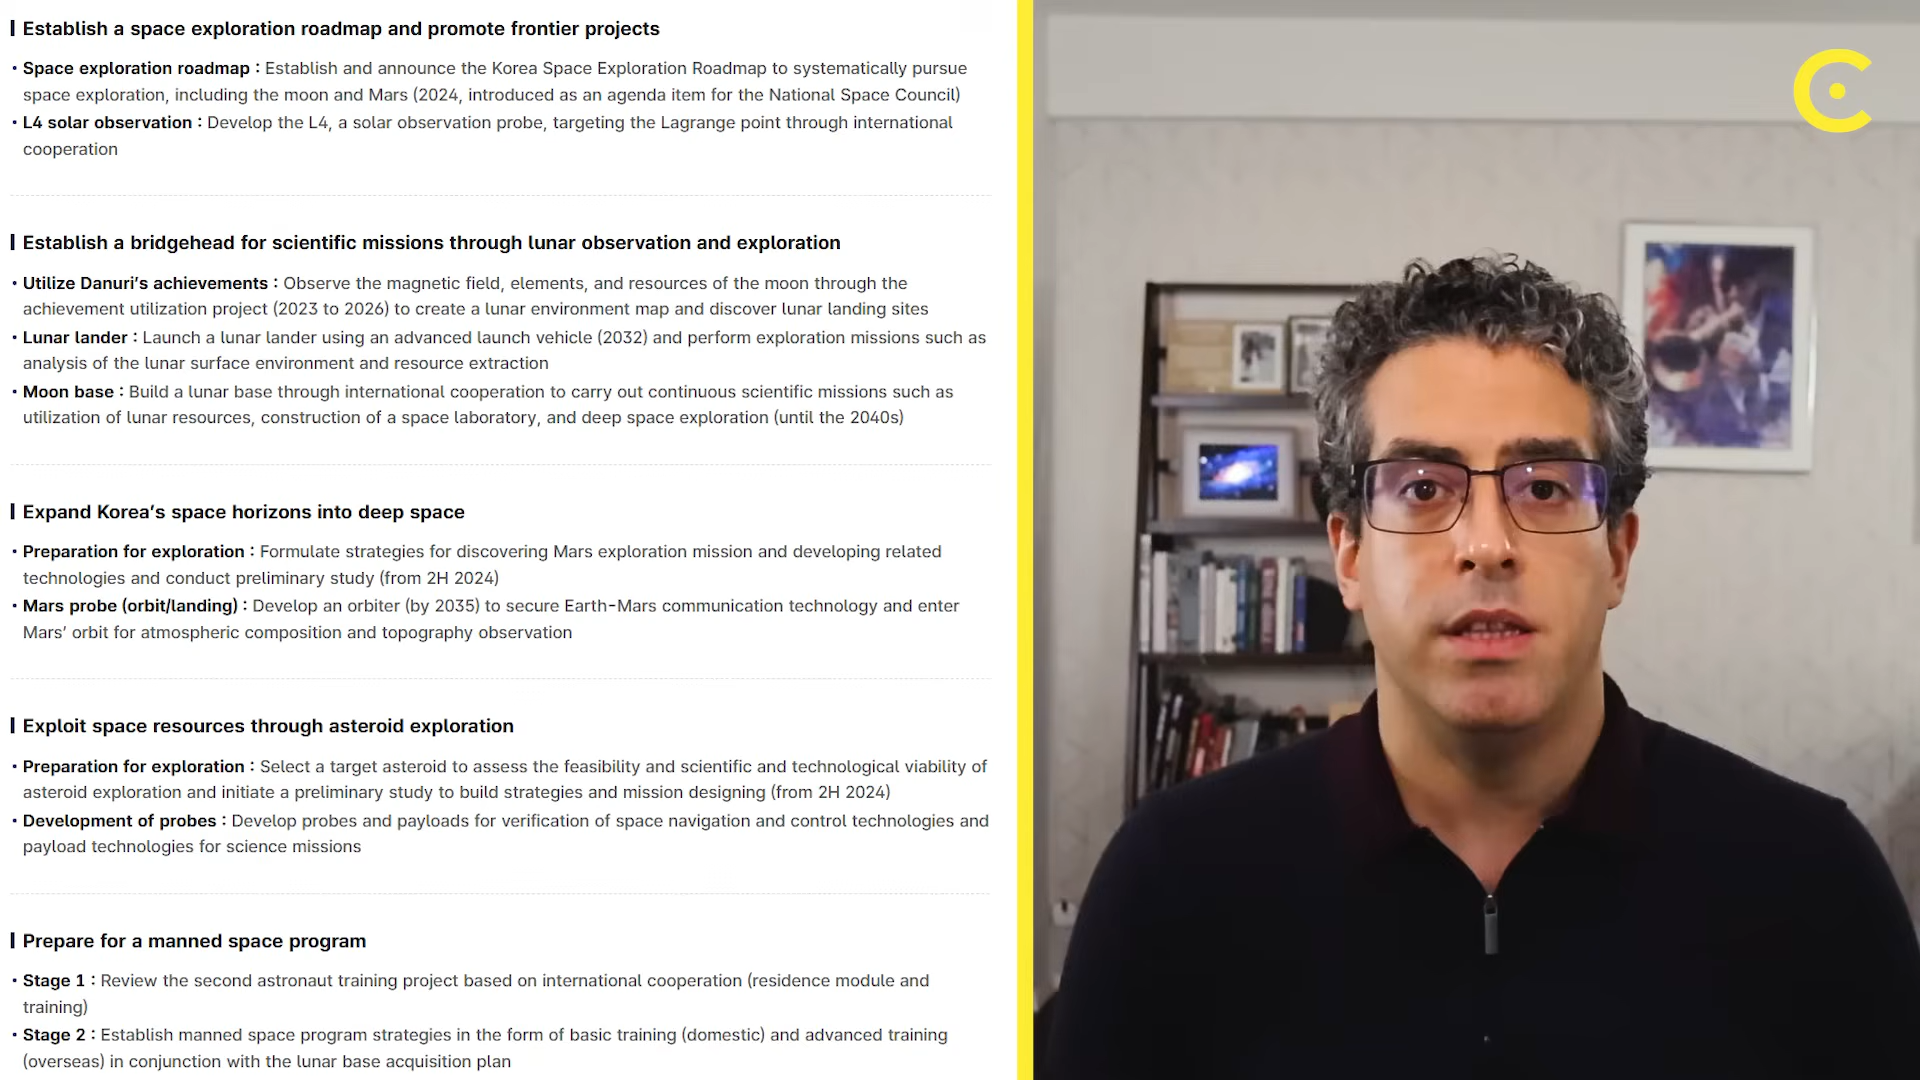 Establish a space exploration roadmap and promote frontier projects
• Space exploration roadmap : Establish and announce the Korea Space Exploration Roadmap to systematically pursue
space exploration, including the moon and Mars (2024, introduced as an agenda item for the National Space Council)
• L4 solar observation : Develop the L4, a solar observation probe, targeting the Lagrange point through international
cooperation
Establish a bridgehead for scientific missions through lunar observation and exploration
• Utilize Danuri's achievements : Observe the magnetic field, elements, and resources of the moon through the
achievement utilization project (2023 to 2026) to create a lunar environment map and discover lunar landing sites
• Lunar lander : Launch a lunar lander using an advanced launch vehicle (2032) and perform exploration missions such as
analysis of the lunar surface environment and resource extraction
• Moon base : Build a lunar base through international cooperation to carry out continuous scientific missions such as
utilization of lunar resources, construction of a space laboratory, and deep space exploration (until the 2040s)
Expand Korea's space horizons into deep space
• Preparation for exploration : Formulate strategies for discovering Mars exploration mission and developing related
technologies and conduct preliminary study (from 2H 2024)
• Mars probe (orbit/landing) : Develop an orbiter (by 2035) to secure Earth-Mars communication technology and enter
Mars' orbit for atmospheric composition and topography observation
Exploit space resources through asteroid exploration
• Preparation for exploration : Select a target asteroid to assess the feasibility and scientific and technological viability of
asteroid exploration and initiate a preliminary study to build strategies and mission designing (from 2H 2024)
• Development of probes : Develop probes and payloads for verification of space navigation and control technologies and
payload technologies for science missions
Prepare for a manned space program
• Stage 1 : Review the second astronaut training project based on international cooperation (residence module and
training)
• Stage 2 : Establish manned space program strategies in the form of basic training (domestic) and advanced training
(overseas) in conjunction with the lunar base acquisition plan